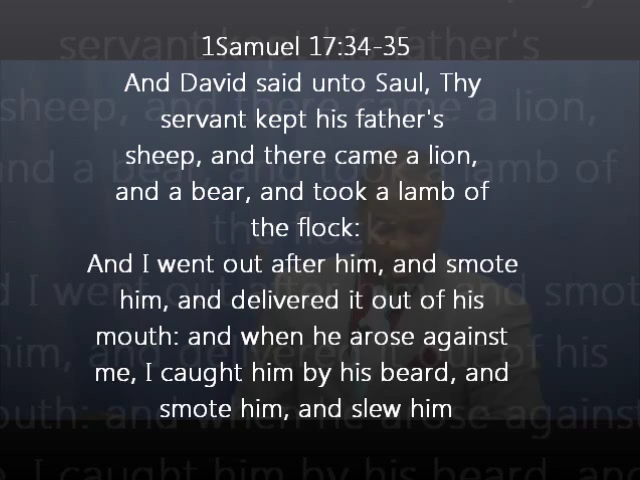 1Samuel 17:34-35
And David said unto Saul, Thy
servant kept his father's
sheep, and there came a lion,
and a bear, and took a lamb of
the flock:
And I went out after him, and smote
him, and delivered it out of his
mouth: and when he arose against
me, I caught him by his beard, and
smote him, and slew him